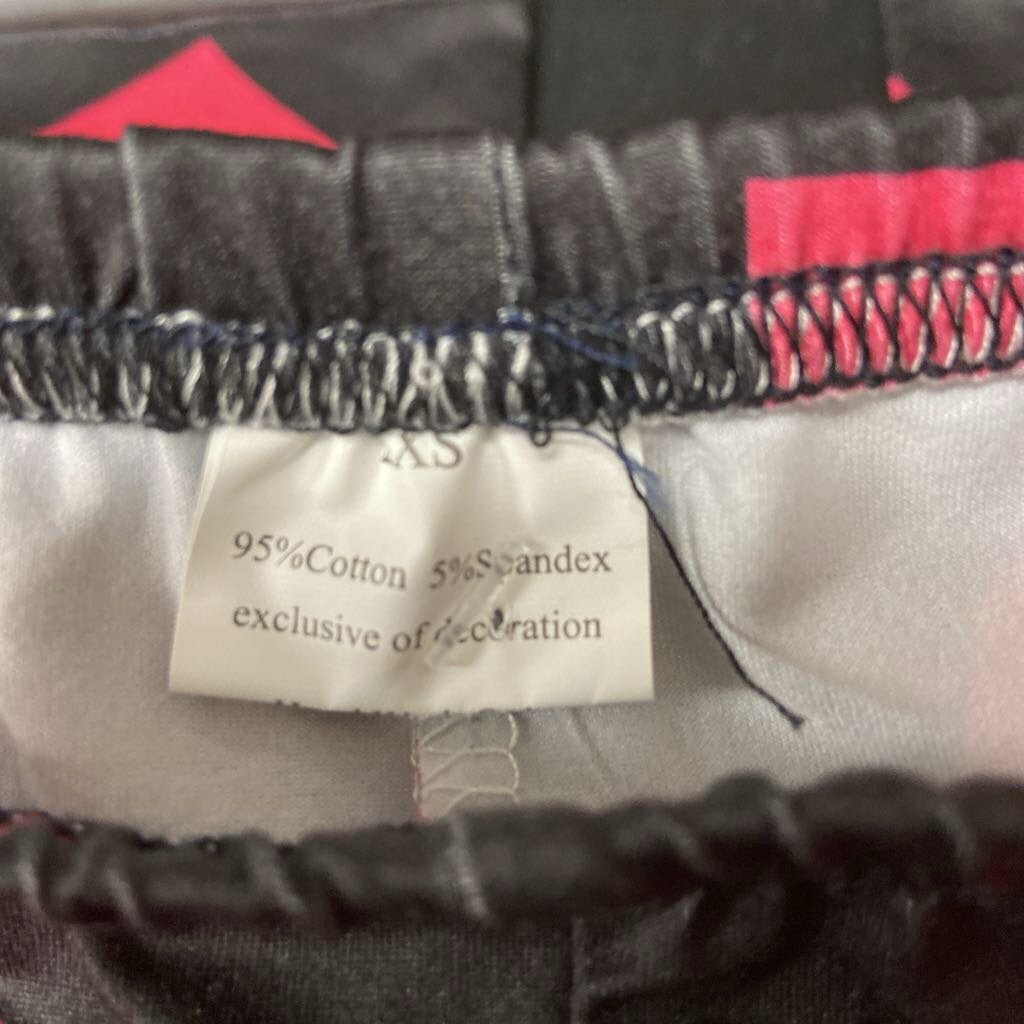 XS
95%Cotton 5%Spandex
exclusive of decoration